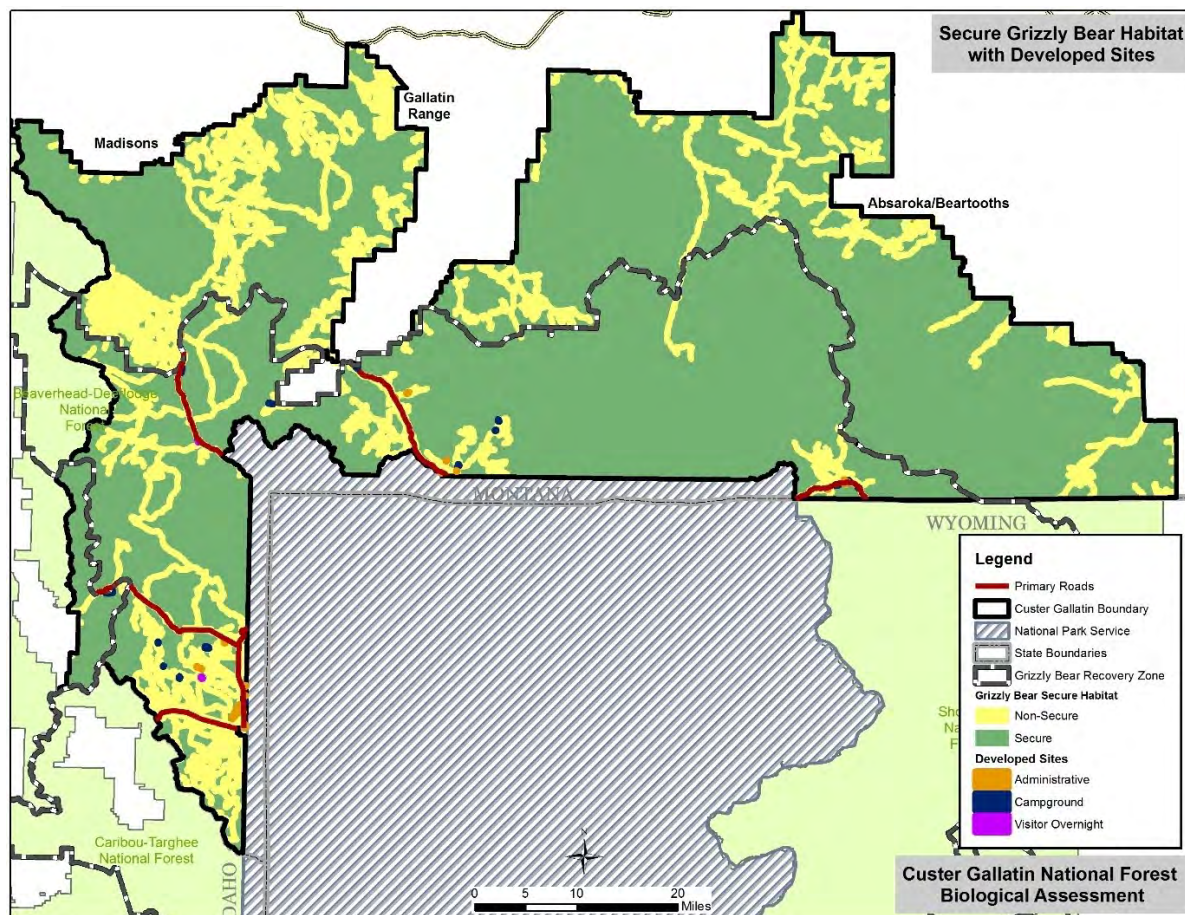 Secure Grizzly Bear Habitat
with Developed Sites
Gallatin
Range
Madisons
Absaroka/Beartooths
Beaverhead-Deerlodge
National
Forest
MONTANA
WYOMING
Legend
Primary Roads
Custer Gallatin Boundary
National Park Service
State Boundaries
Grizzly Bear Recovery Zone
Grizzly Bear Secure Habitat
Non-Secure
Secure
Developed Sites
Administrative
Campground
Visitor Overnight
Sho
Na
F
Caribou-Targhee
National Forest
IDAHO
N
0 5 10 20
Miles
Custer Gallatin National Forest
Biological Assessment